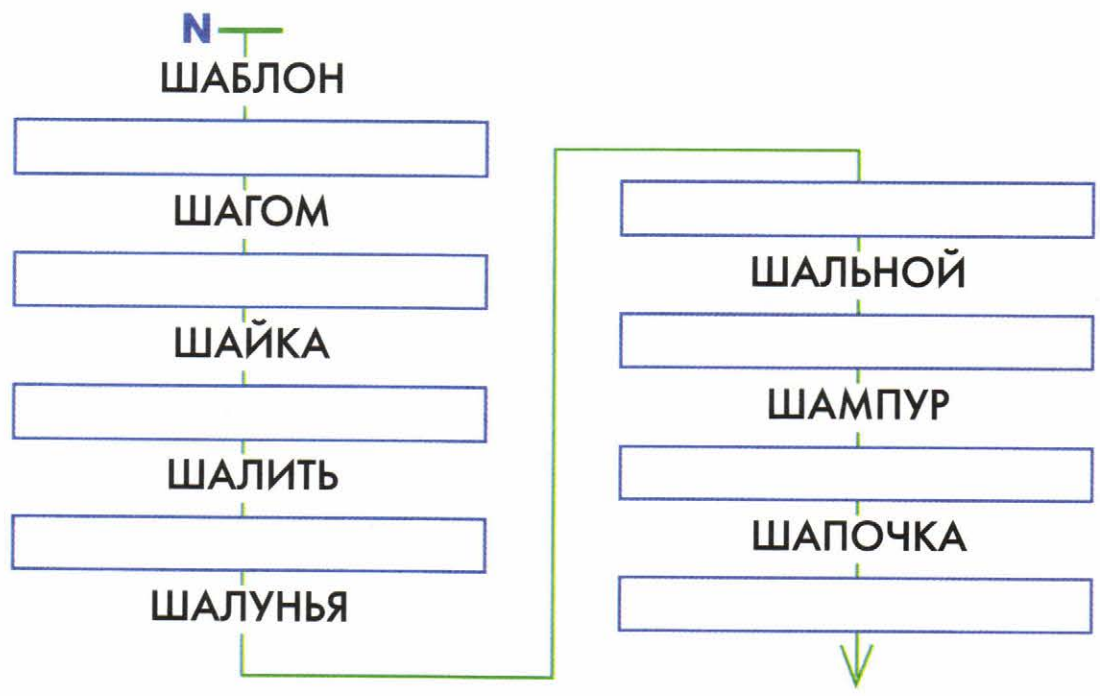 N
ШАБЛОН
ШАГОМ
ШАЙКА
ШАЛИТЬ
ШАЛУНЬЯ
ШАЛЬНОЙ
ШАМПУР
ШАПОЧКА